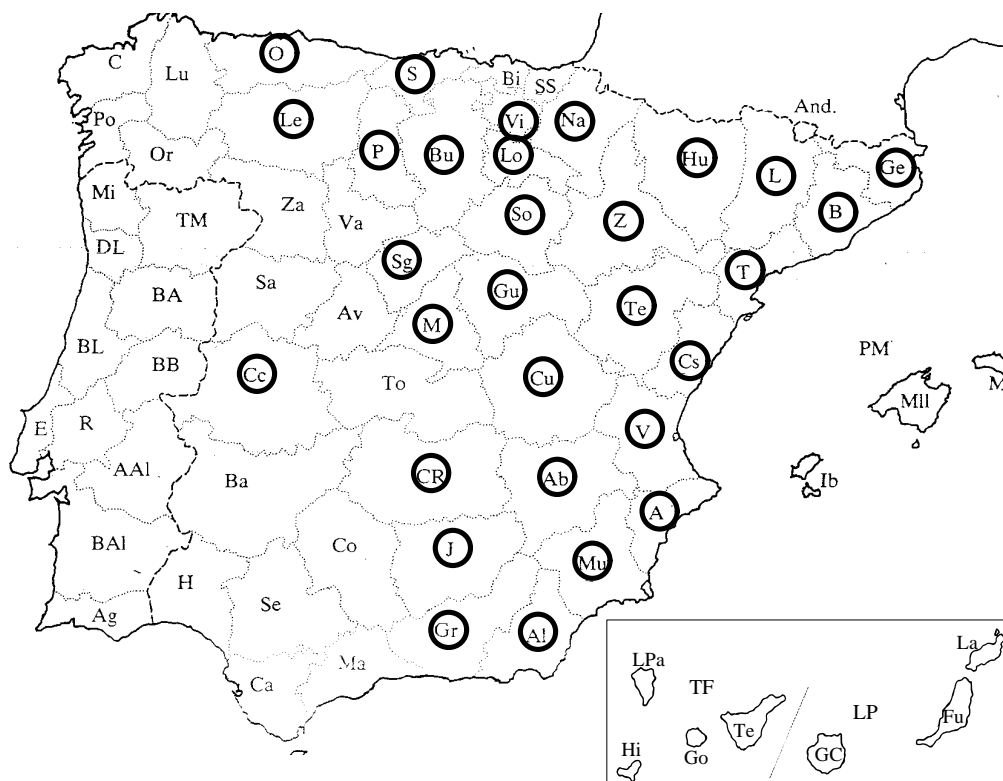 O
S
C
Lu
Bi
SS
And.
Po
Le
Vi
Na
Or
P
Bu
Lo
Hu
L
Ge
Mi
TM
Za
Va
So
Z
B
DL
Sg
T
Sa
BA
Av
M
Gu
Te
BL
BB
Cc
To
Cu
Cs
PM
Mll
M
E
R
V
AAl
Ba
CR
Ab
Ib
A
BAl
Co
J
Mu
H
Se
Ag
Gr
Al
Ma
Ca
LPa
TF
La
Te
LP
Fu
Hi
Go
GC